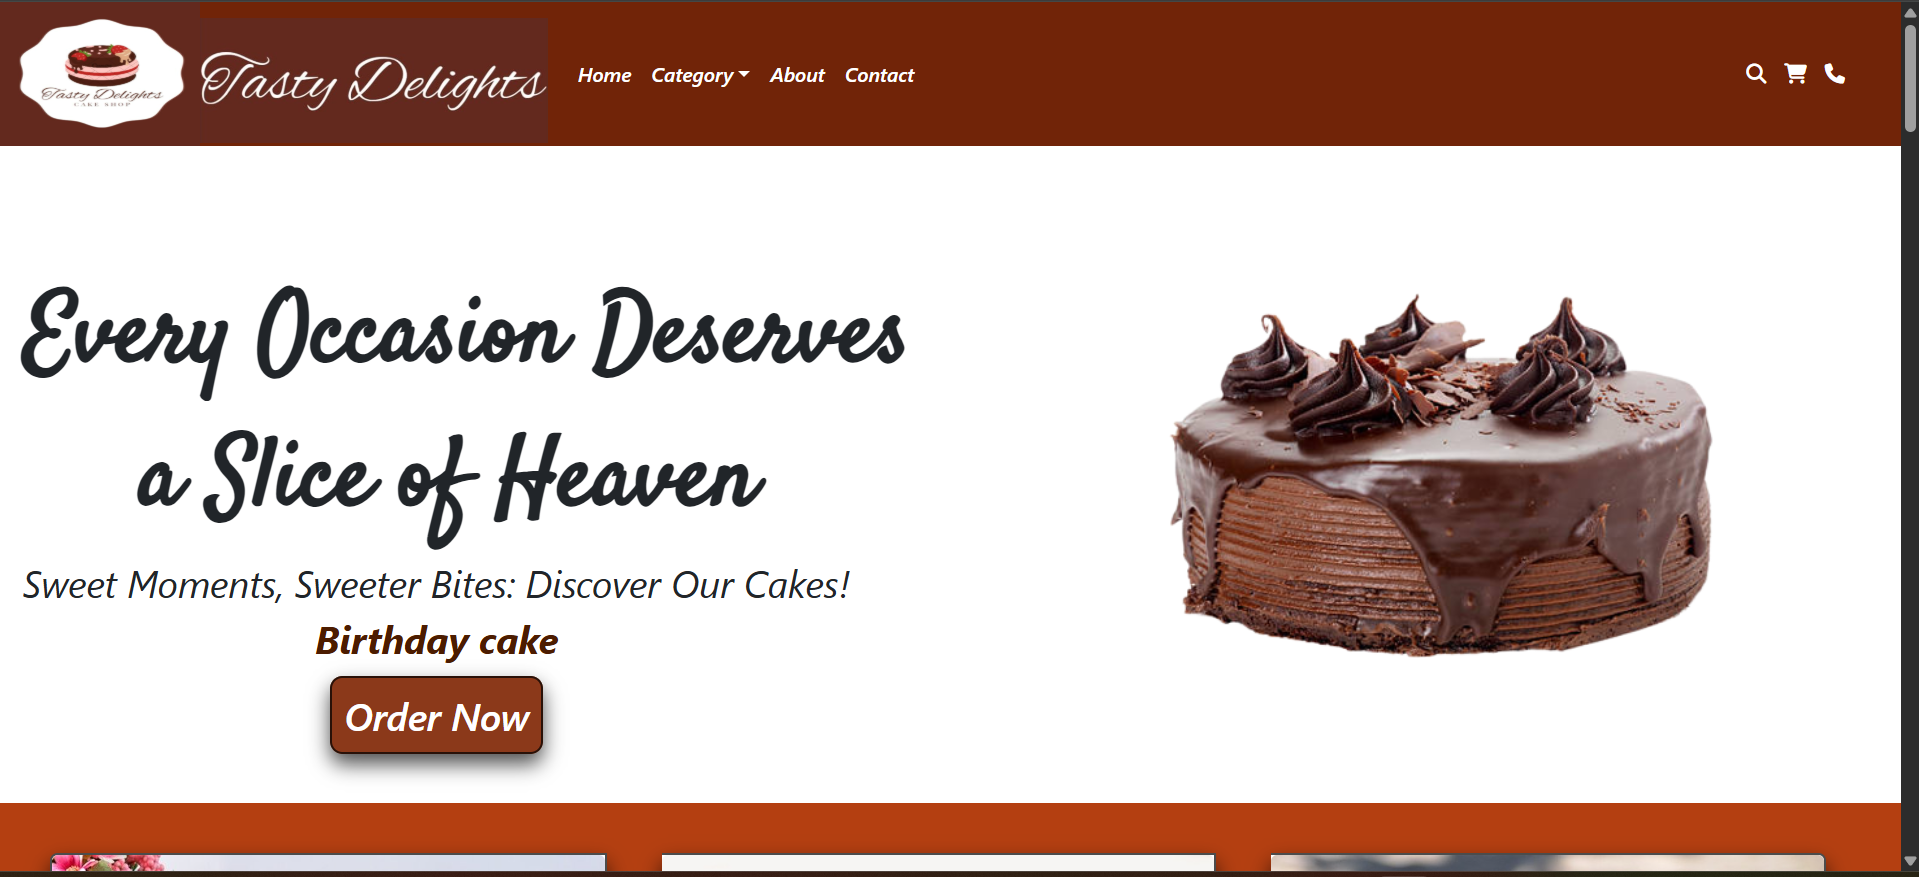 Tasty Delights
CAKE SHOP
Tasty Delights
Home Category About Contact
Every Occasion Deserves
a Slice of Heaven
Sweet Moments, Sweeter Bites: Discover Our Cakes!
Birthday cake
Order Now